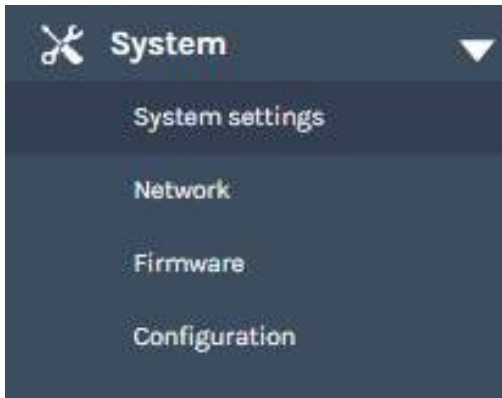 System
System settings
Network
Firmware
Configuration